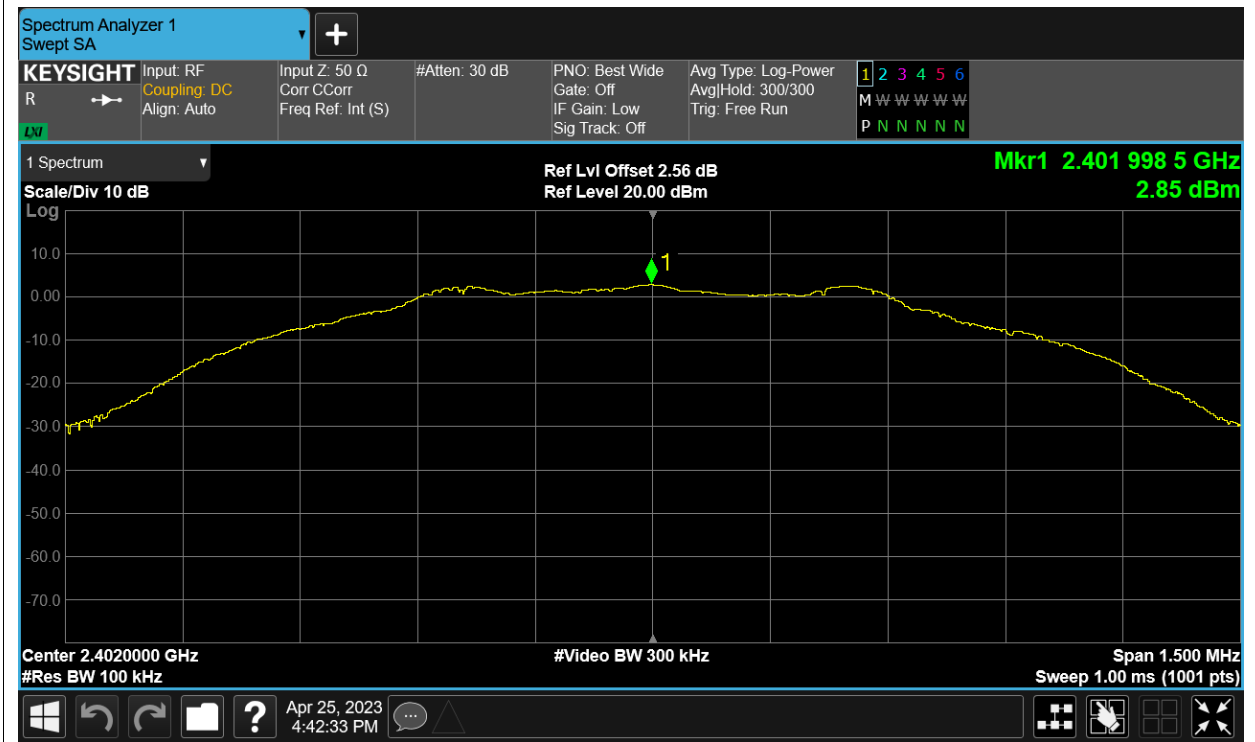 Spectrum Analyzer 1
Swept SA
+
KEYSIGHT
R
LXI
Input: RF
Coupling: DC
Align: Auto
Input Z: 50 Ω
Corr CCorr
Freq Ref: Int (S)
#Atten: 30 dB
PNO: Best Wide
Gate: Off
IF Gain: Low
Sig Track: Off
Avg Type: Log-Power
Avg|Hold: 300/300
Trig: Free Run
1 2 3 4 5 6
M W W W W W
P N N N N N
1 Spectrum
Scale/Div 10 dB
Log
Ref Lvl Offset 2.56 dB
Ref Level 20.00 dBm
Mkr1 2.401 998 5 GHz
2.85 dBm
10.0
0.00
-10.0
-20.0
-30.0
-40.0
-50.0
-60.0
-70.0
1
Center 2.4020000 GHz
#Res BW 100 kHz
#Video BW 300 kHz
Span 1.500 MHz
Sweep 1.00 ms (1001 pts)
?
Apr 25, 2023
4:42:33 PM